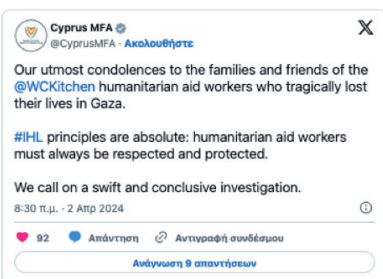 Cyprus MFA
@CyprusMFA · Ακολουθήστε
Our utmost condolences to the families and friends of the
@WCKitchen humanitarian aid workers who tragically lost
their lives in Gaza.
#IHL principles are absolute: humanitarian aid workers
must always be respected and protected.
We call on a swift and conclusive investigation.
8:30 π.μ. · 2 Απρ 2024
92 Απάντηση Αντιγραφή συνδέσμου
Ανάγνωση 9 απαντήσεων